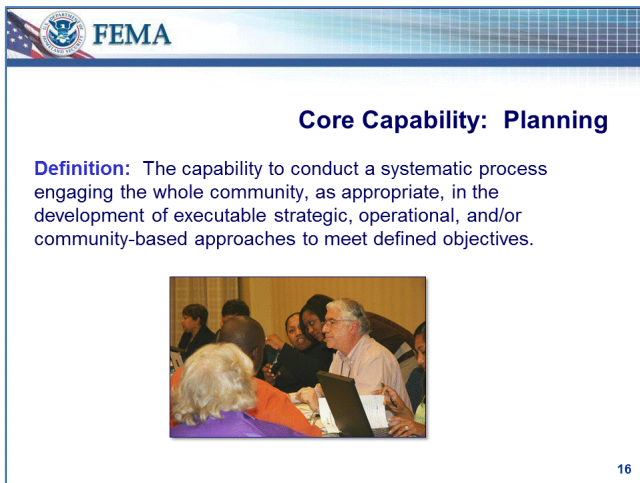 FEMA
Core Capability: Planning
Definition: The capability to conduct a systematic process
engaging the whole community, as appropriate, in the
development of executable strategic, operational, and/or
community-based approaches to meet defined objectives.
16